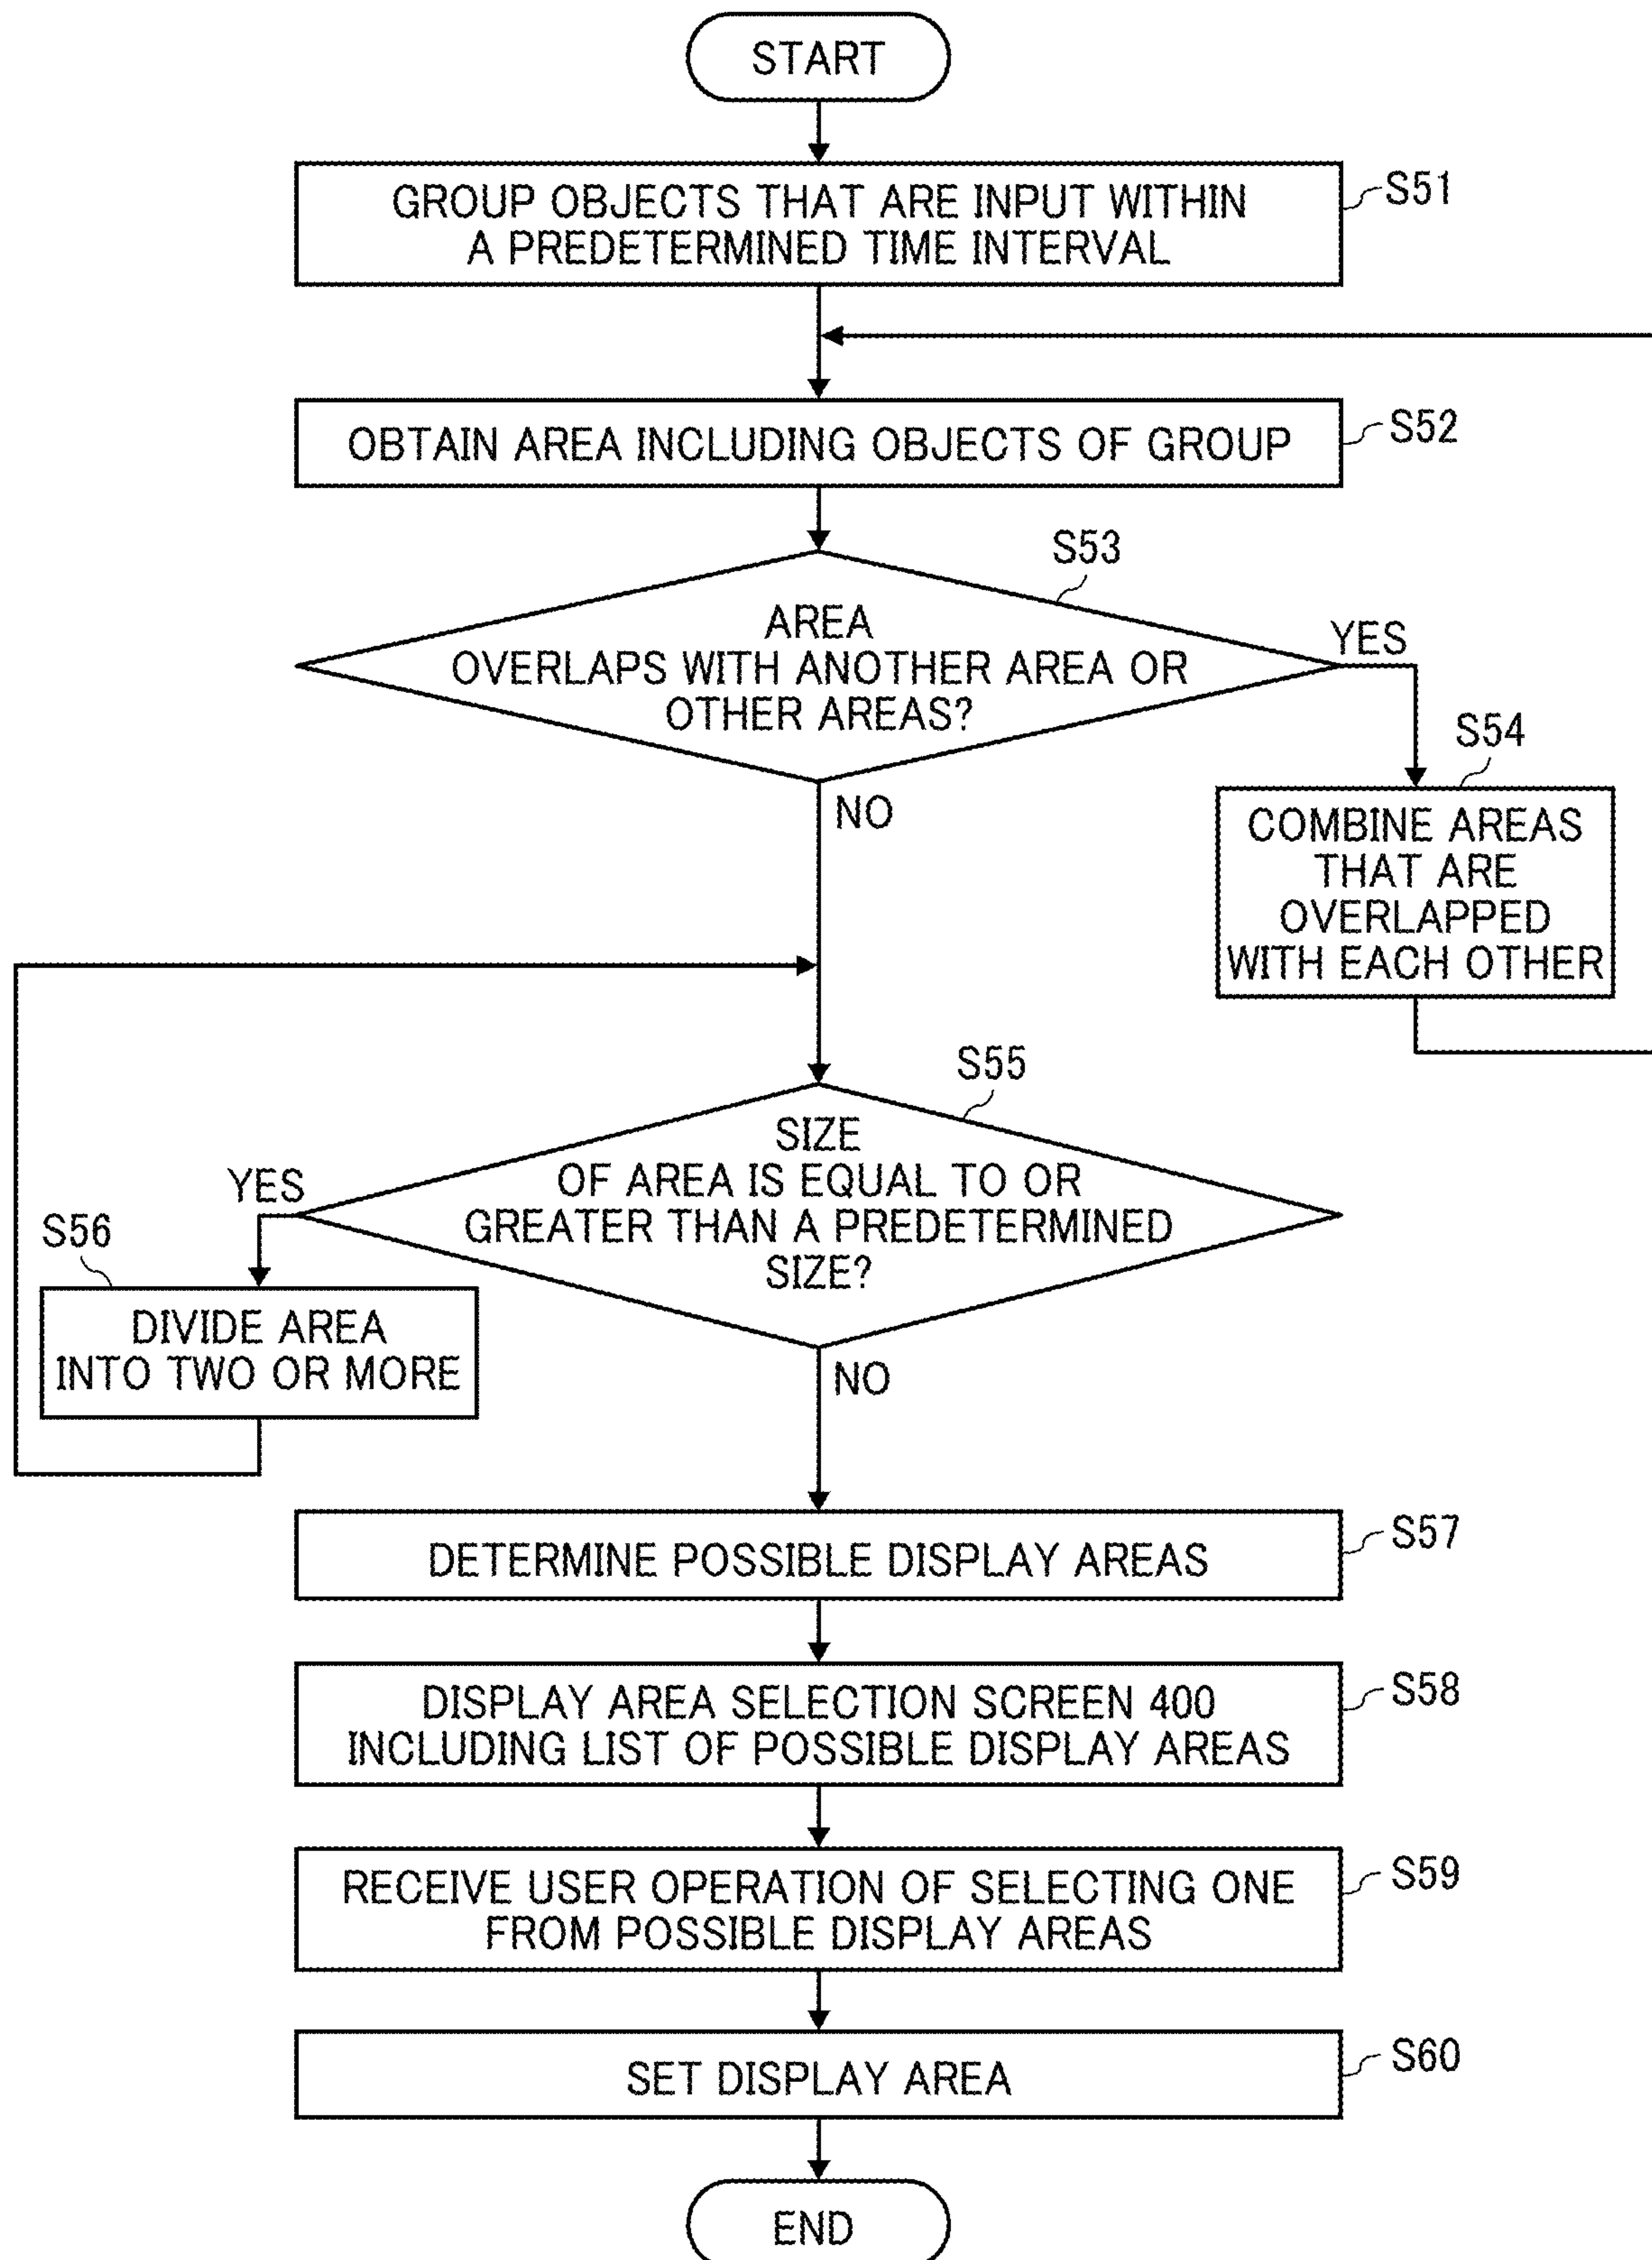 START
GROUP OBJECTS THAT ARE INPUT WITHIN
A PREDETERMINED TIME INTERVAL
S51
OBTAIN AREA INCLUDING OBJECTS OF GROUP
S52
S53
AREA
OVERLAPS WITH ANOTHER AREA OR
OTHER AREAS?
YES
NO
S54
COMBINE AREAS
THAT ARE
OVERLAPPED
WITH EACH OTHER
S55
SIZE
OF AREA IS EQUAL TO OR
GREATER THAN A PREDETERMINED
SIZE?
YES
NO
S56
DIVIDE AREA
INTO TWO OR MORE
DETERMINE POSSIBLE DISPLAY AREAS
S57
DISPLAY AREA SELECTION SCREEN 400
INCLUDING LIST OF POSSIBLE DISPLAY AREAS
S58
RECEIVE USER OPERATION OF SELECTING ONE
FROM POSSIBLE DISPLAY AREAS
S59
SET DISPLAY AREA
S60
END